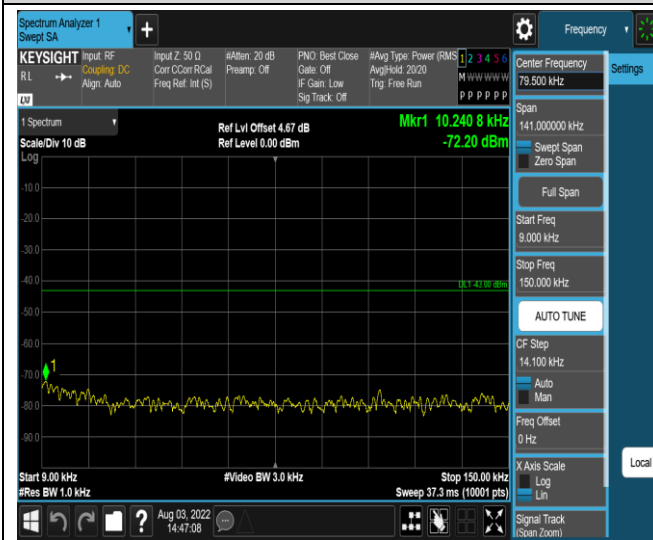 Spectrum Analyzer 1
Swept SA
+
Frequency
KEYSIGHT
RL
LXI
Input: RF
Coupling: DC
Align: Auto
Input Z: 50 Ω
Corr CCorr RCal
Freq Ref: Int (S)
#Atten: 20 dB
Preamp: Off
PNO: Best Close
Gate: Off
IF Gain: Low
Sig Track: Off
#Avg Type: Power (RMS
Avg|Hold: 20/20
Trig: Free Run
1 2 3 4 5 6
M W W W W W
P P P P P P
Settings
Center Frequency
79.500 kHz
Span
141.000000 kHz
Swept Span
Zero Span
Full Span
Start Freq
9.000 kHz
Stop Freq
150.000 kHz
AUTO TUNE
CF Step
14.100 kHz
Auto
Man
Freq Offset
0 Hz
X Axis Scale
Log
Lin
Signal Track
(Span Zoom)
Local
1 Spectrum
Scale/Div 10 dB
Ref Lvl Offset 4.67 dB
Ref Level 0.00 dBm
Mkr1 10.240 8 kHz
-72.20 dBm
Log
-10.0
-20.0
-30.0
-40.0
-50.0
-60.0
-70.0
-80.0
-90.0
DL1 -43.00 dBm
1
Start 9.00 kHz
#Res BW 1.0 kHz
#Video BW 3.0 kHz
Stop 150.00 kHz
Sweep 37.3 ms (10001 pts)
?
Aug 03, 2022
14:47:08